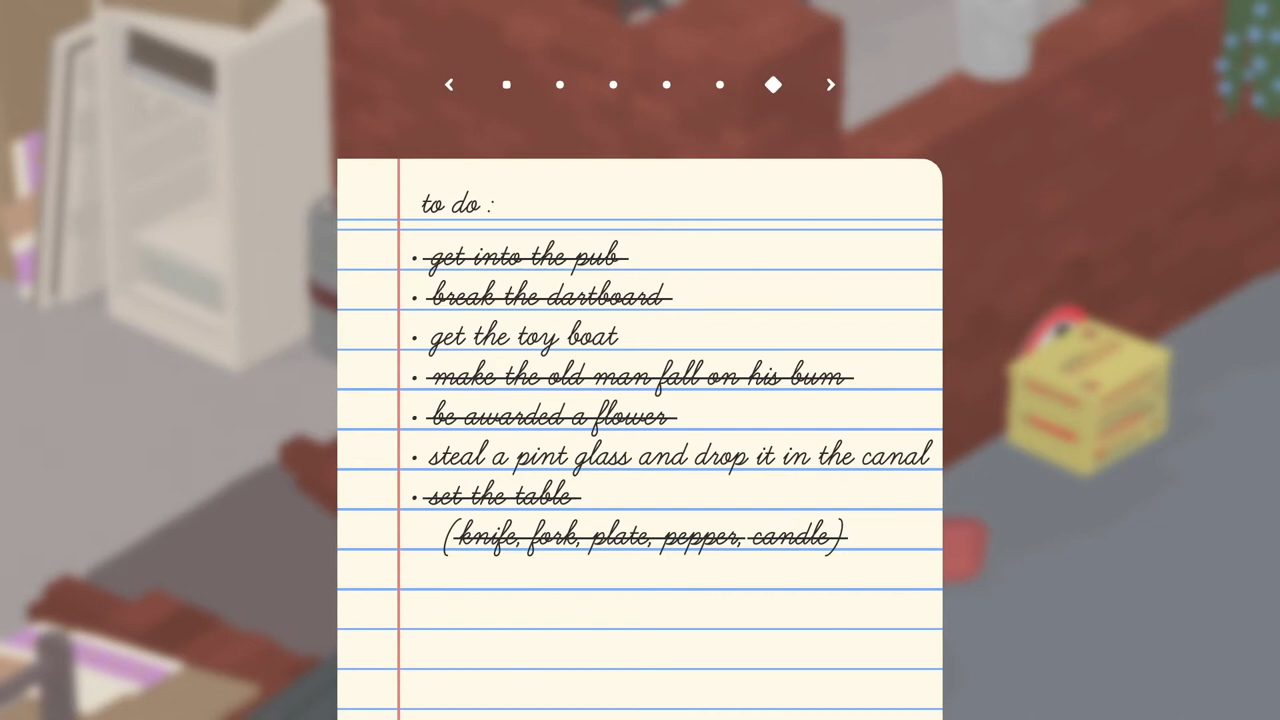 to do :
• get into the pub
• break the dartboard
• get the toy boat
• make the old man fall on his bum
• be awarded a flower
• steal a pint glass and drop it in the canal
• set the table
(knife, fork, plate, pepper, candle)